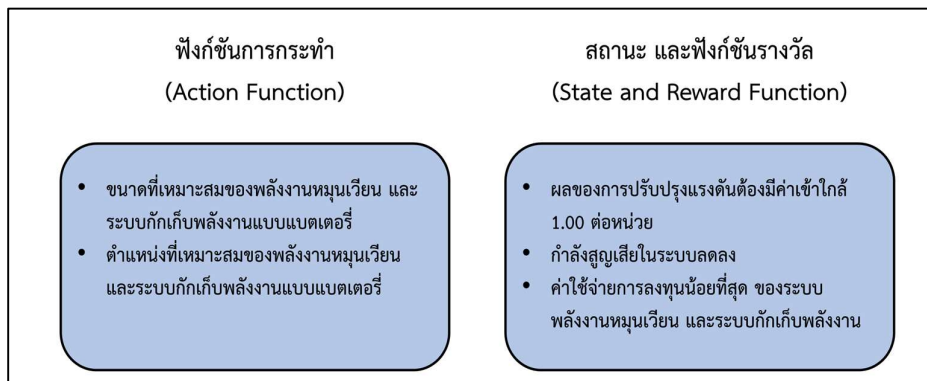 ฟังก์ชันการกระทำ
(Action Function)
• ขนาดที่เหมาะสมของพลังงานหมุนเวียน และ
ระบบกักเก็บพลังงานแบบแบตเตอรี่
• ตำแหน่งที่เหมาะสมของพลังงานหมุนเวียน
และระบบกักเก็บพลังงานแบบแบตเตอรี่
สถานะ และฟังก์ชันรางวัล
(State and Reward Function)
• ผลของการปรับปรุงแรงดันต้องมีค่าเข้าใกล้
1.00 ต่อหน่วย
• กำลังสูญเสียในระบบลดลง
• ค่าใช้จ่ายการลงทุนน้อยที่สุด ของระบบ
พลังงานหมุนเวียน และระบบกักเก็บพลังงาน